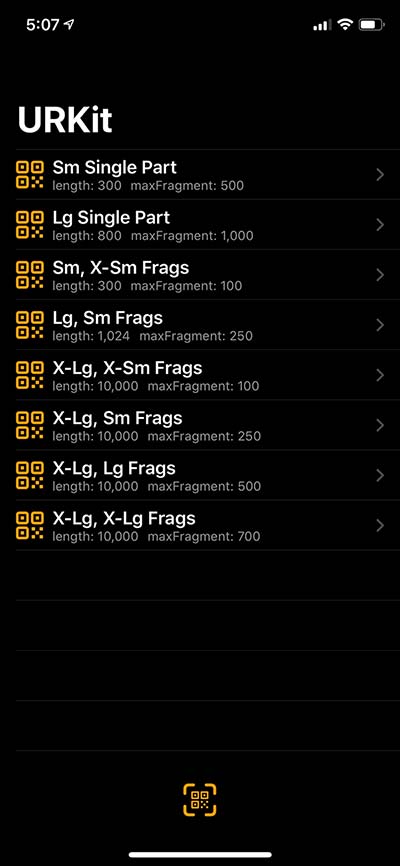 5:07
URKit
Sm Single Part
length: 300 maxFragment: 500
Lg Single Part
length: 800 maxFragment: 1,000
Sm, X-Sm Frags
length: 300 maxFragment: 100
Lg, Sm Frags
length: 1,024 maxFragment: 250
X-Lg, X-Sm Frags
length: 10,000 maxFragment: 100
X-Lg, Sm Frags
length: 10,000 maxFragment: 250
X-Lg, Lg Frags
length: 10,000 maxFragment: 500
X-Lg, X-Lg Frags
length: 10,000 maxFragment: 700